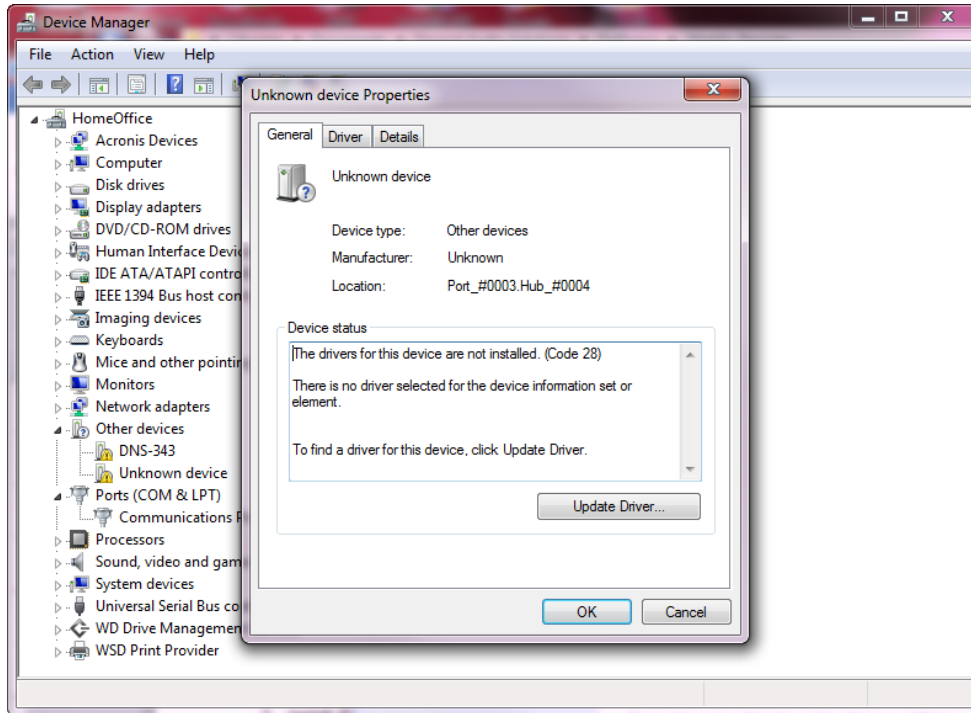 Device Manager
File Action View Help
HomeOffice
Acronis Devices
Computer
Disk drives
Display adapters
DVD/CD-ROM drives
Human Interface Devic
IDE ATA/ATAPI contro
IEEE 1394 Bus host con
Imaging devices
Keyboards
Mice and other pointin
Monitors
Network adapters
Other devices
DNS-343
Unknown device
Ports (COM & LPT)
Communications P
Processors
Sound, video and gam
System devices
Universal Serial Bus co
WD Drive Managemen
WSD Print Provider
Unknown device Properties
General Driver Details
Unknown device
Device type: Other devices
Manufacturer: Unknown
Location: Port_#0003.Hub_#0004
Device status
The drivers for this device are not installed. (Code 28)
There is no driver selected for the device information set or
element.
To find a driver for this device, click Update Driver.
Update Driver...
OK Cancel